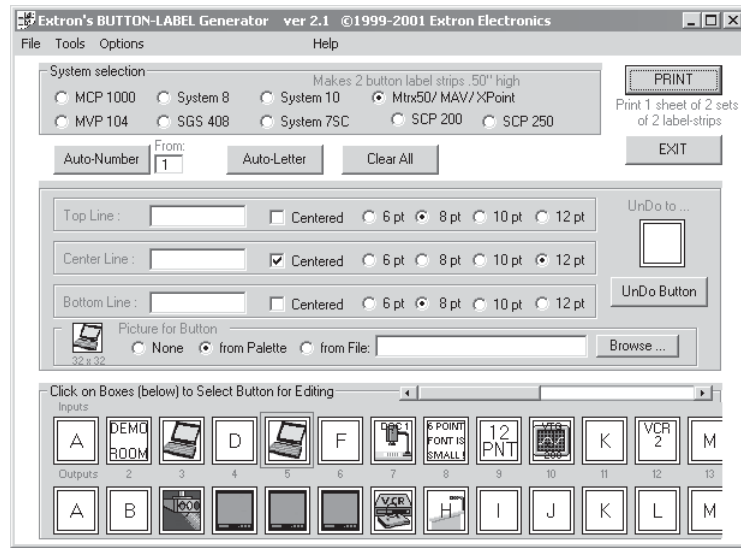 Extron's BUTTON-LABEL Generator ver 2.1 ©1999-2001 Extron Electronics
File Tools Options Help
System selection
Makes 2 button label strips .50" high
MCP 1000 System 8 System 10 Mtrx50/ MAV/ XPoint
MVP 104 SGS 408 System 7SC SCP 200 SCP 250
PRINT
Print 1 sheet of 2 sets
of 2 label-strips
EXIT
Auto-Number From: 1 Auto-Letter Clear All
Top Line : Centered 6 pt 8 pt 10 pt 12 pt
Center Line : Centered 6 pt 8 pt 10 pt 12 pt
Bottom Line : Centered 6 pt 8 pt 10 pt 12 pt
UnDo to ...
UnDo Button
Picture for Button
32 x 32
None from Palette from File: Browse ...
Click on Boxes (below) to Select Button for Editing
Inputs
A DEMO ROOM D F DOC 1 6 POINT FONT IS SMALL ! 12 PNT VTG 200 K VCR 2 M
Outputs 2 3 4 5 6 7 8 9 10 11 12 13
A B VCR H I J K L M